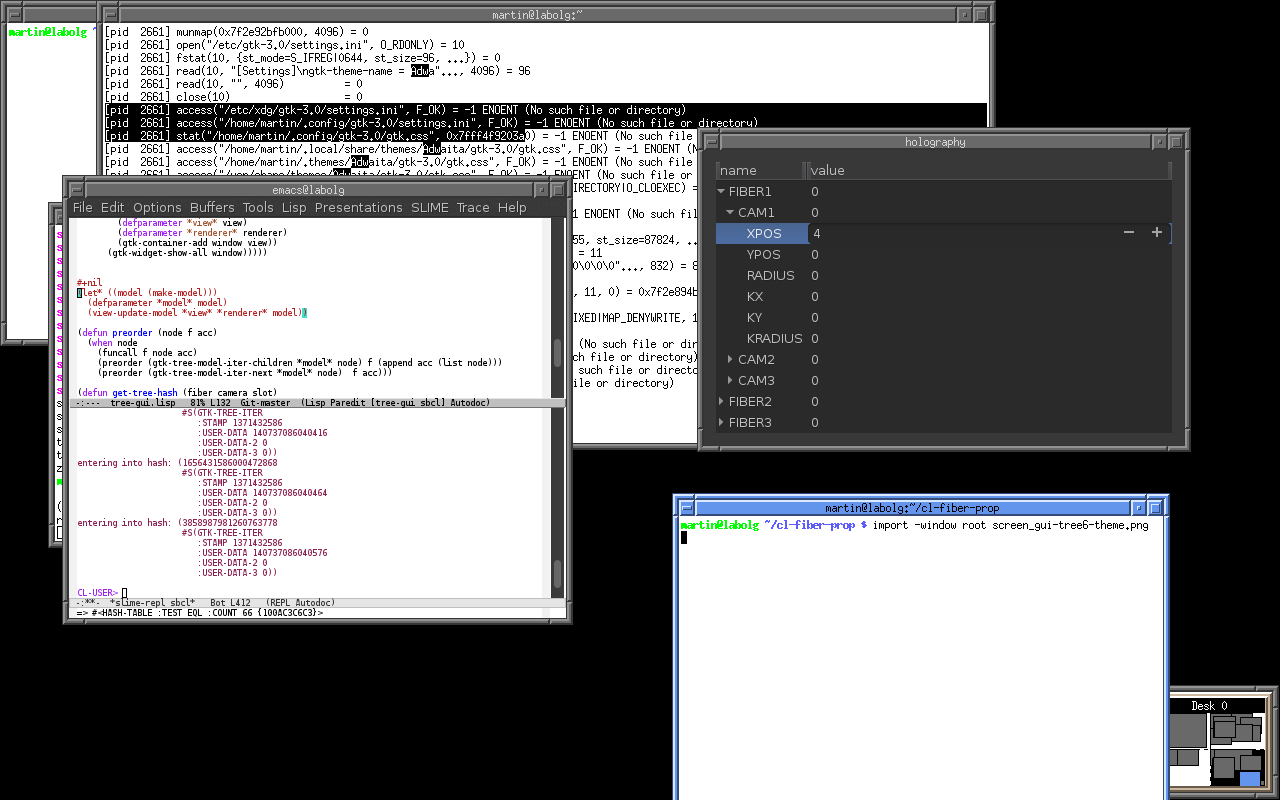 martin@labolg ~
martin@labolg:~
[pid  2661] munmap(0x7f2e92bfb000, 4096) = 0
[pid  2661] open("/etc/gtk-3.0/settings.ini", O_RDONLY) = 10
[pid  2661] fstat(10, {st_mode=S_IFREG|0644, st_size=96, ...}) = 0
[pid  2661] read(10, "[Settings]\ngtk-theme-name = Adwa"..., 4096) = 96
[pid  2661] read(10, "", 4096)           = 0
[pid  2661] close(10)                   = 0
[pid  2661] access("/etc/xdg/gtk-3.0/settings.ini", F_OK) = -1 ENOENT (No such file or directory)
[pid  2661] access("/home/martin/.config/gtk-3.0/settings.ini", F_OK) = -1 ENOENT (No such file or directory)
[pid  2661] stat("/home/martin/.config/gtk-3.0/gtk.css", 0x7fff4f9203a0) = -1 ENOENT (No such file
[pid  2661] access("/home/martin/.local/share/themes/Adwaita/gtk-3.0/gtk.css", F_OK) = -1 ENOENT (N
[pid  2661] access("/home/martin/.themes/Adwaita/gtk-3.0/gtk.css", F_OK) = -1 ENOENT (No such file
DIRECTORY|O_CLOEXEC) =
1 ENOENT (No such fil
55, st_size=87824, ..
= 11
0\0\0\0"..., 832) = 8
, 11, 0) = 0x7f2e894b
IXED|MAP_DENYWRITE, 1
(No such file or dir
ch file or directory)
such file or director
ile or directory)
emacs@labolg
File Edit Options Buffers Tools Lisp Presentations SLIME Trace Help
(defparameter *view* view)
(defparameter *renderer* renderer)
(gtk-container-add window view))
(gtk-widget-show-all window)))))
#+nil
(let* ((model (make-model)))
(defparameter *model* model)
(view-update-model *view* *renderer* model))
(defun preorder (node f acc)
(when node
(funcall f node acc)
(preorder (gtk-tree-model-iter-children *model* node) f (append acc (list node)))
(preorder (gtk-tree-model-iter-next *model* node)  f acc)))
(defun get-tree-hash (fiber camera slot)
-:---  tree-gui.lisp   81% L132  Git-master  (Lisp Paredit [tree-gui sbcl] Autodoc)
#S(GTK-TREE-ITER
:STAMP 1371432586
:USER-DATA 140737086040416
:USER-DATA-2 0
:USER-DATA-3 0))
entering into hash: (1656431586000472868
#S(GTK-TREE-ITER
:STAMP 1371432586
:USER-DATA 140737086040464
:USER-DATA-2 0
:USER-DATA-3 0))
entering into hash: (3858987981260763778
#S(GTK-TREE-ITER
:STAMP 1371432586
:USER-DATA 140737086040576
:USER-DATA-2 0
:USER-DATA-3 0))
CL-USER>
-:**-  *slime-repl sbcl*   Bot L412   (REPL Autodoc)
=> #<HASH-TABLE :TEST EQL :COUNT 66 {100AC3C6C3}>
holography
name value
FIBER1 0
CAM1 0
XPOS 4 − +
YPOS 0
RADIUS 0
KX 0
KY 0
KRADIUS 0
CAM2 0
CAM3 0
FIBER2 0
FIBER3 0
martin@labolg:~/cl-fiber-prop
martin@labolg ~/cl-fiber-prop $ import -window root screen_gui-tree6-theme.png
Desk 0